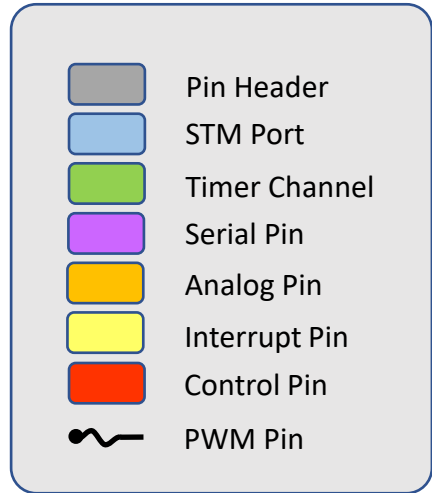 Pin Header
STM Port
Timer Channel
Serial Pin
Analog Pin
Interrupt Pin
Control Pin
PWM Pin